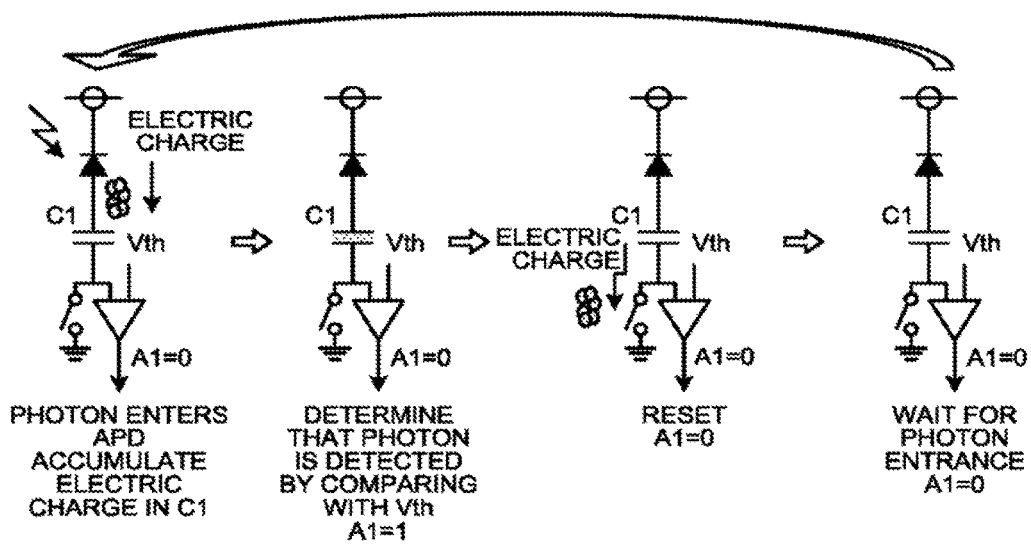 ELECTRIC
CHARGE
C1
Vth
A1=0
PHOTON ENTERS
APD
ACCUMULATE
ELECTRIC
CHARGE IN C1
C1
Vth
A1=0
DETERMINE
THAT PHOTON
IS DETECTED
BY COMPARING
WITH Vth
A1=1
ELECTRIC
CHARGE
C1
Vth
A1=0
RESET
A1=0
C1
Vth
A1=0
WAIT FOR
PHOTON
ENTRANCE
A1=0